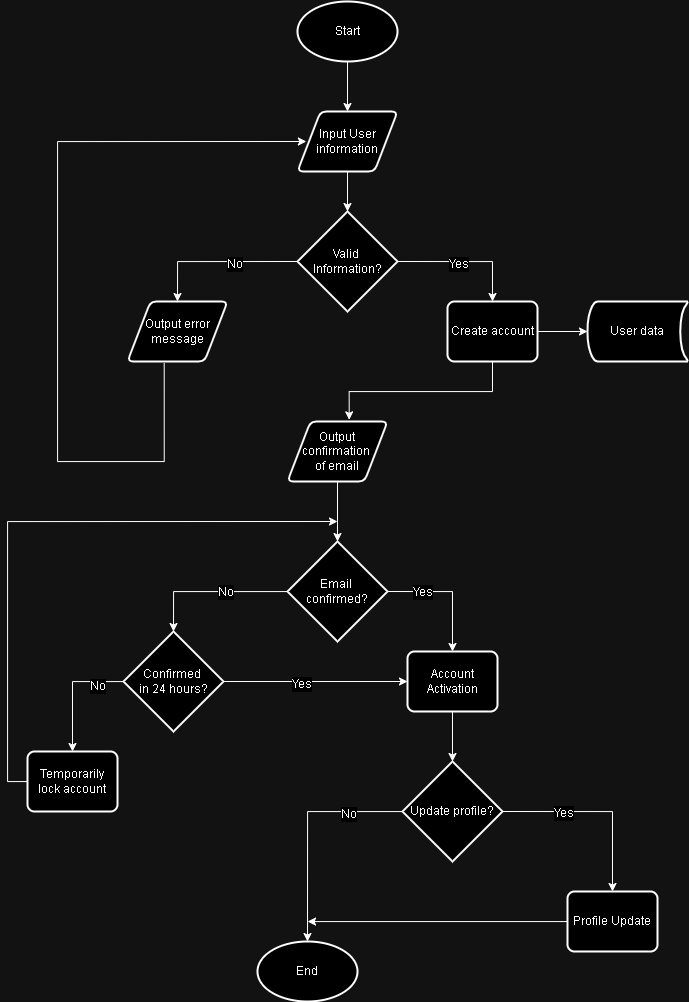 Start
Input User
information
Valid
Information?
No
Yes
Output error
message
Create account
User data
Output
confirmation
of email
Email
confirmed?
No
Yes
Confirmed
in 24 hours?
Account
Activation
No
Yes
Temporarily
lock account
Update profile?
No
Yes
Profile Update
End